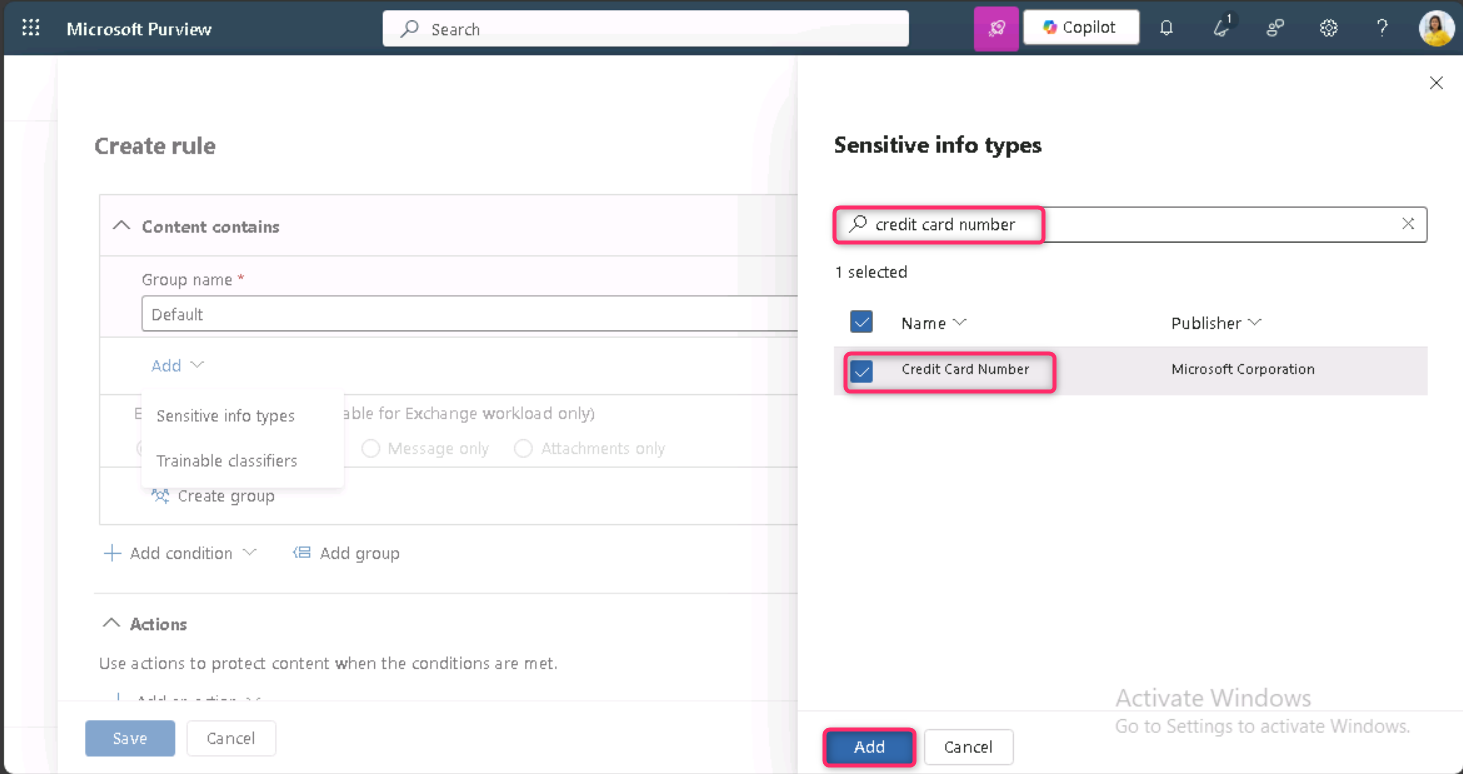 Microsoft Purview
Search
Copilot
1
Create rule
Content contains
Group name *
Default
Add
Sensitive info types
able for Exchange workload only)
Trainable classifiers
Message only
Attachments only
Create group
Add condition
Add group
Actions
Use actions to protect content when the conditions are met.
Add an action
Save
Cancel
Sensitive info types
credit card number
1 selected
Name
Publisher
Credit Card Number
Microsoft Corporation
Add
Cancel
Activate Windows
Go to Settings to activate Windows.